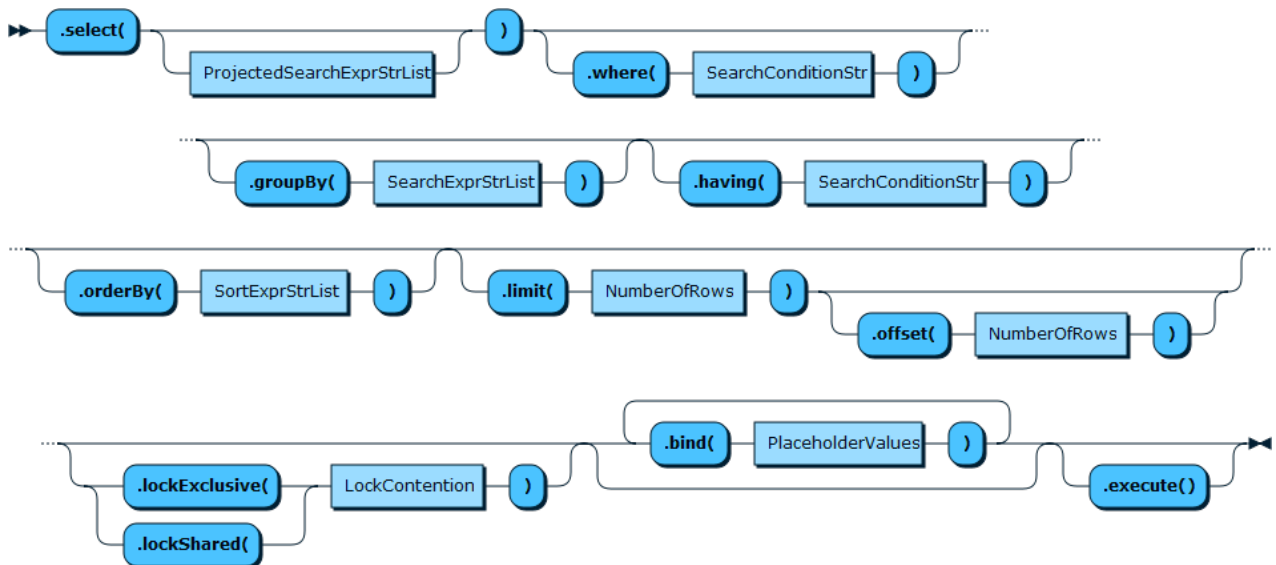 .select( ProjectedSearchExprStrList ) .where( SearchConditionStr )
.groupBy( SearchExprStrList ) .having( SearchConditionStr )
.orderBy( SortExprStrList ) .limit( NumberOfRows )
.offset( NumberOfRows )
.bind( PlaceholderValues )
.lockExclusive( LockContention ) .execute()
.lockShared(